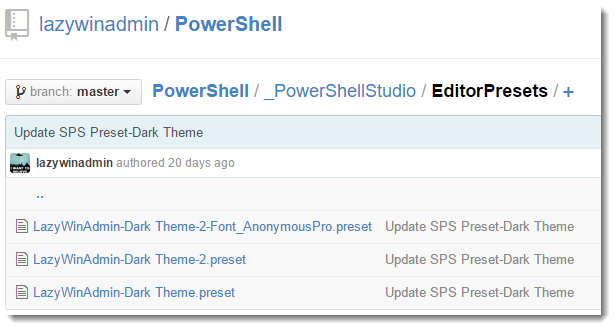 lazywinadmin / PowerShell
branch: master PowerShell / _PowerShellStudio / EditorPresets / +
Update SPS Preset-Dark Theme
lazywinadmin authored 20 days ago
..
LazyWinAdmin-Dark Theme-2-Font_AnonymousPro.preset Update SPS Preset-Dark Theme
LazyWinAdmin-Dark Theme-2.preset Update SPS Preset-Dark Theme
LazyWinAdmin-Dark Theme.preset Update SPS Preset-Dark Theme